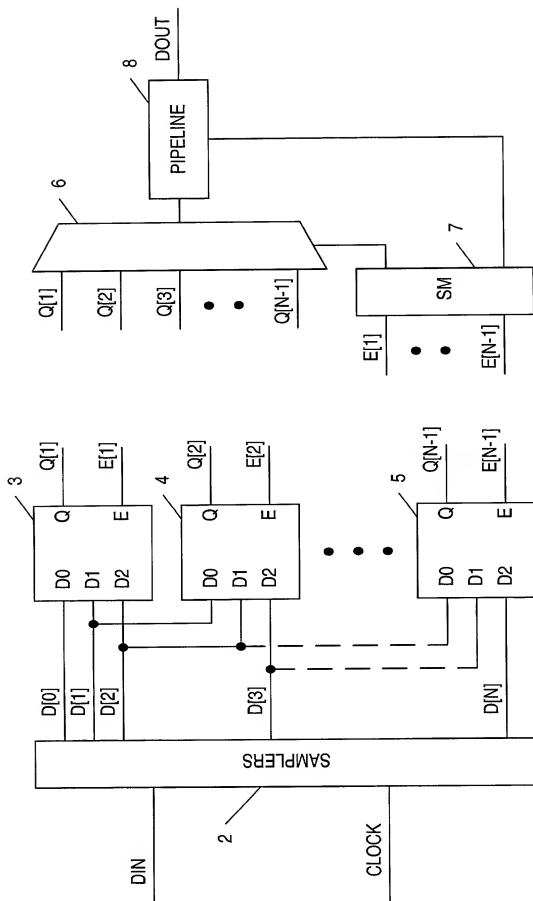 DIN
CLOCK
SAMPLERS
2
D[0]
D[1]
D[2]
D[3]
D[N]
3
D0
D1
D2
Q
E
Q[1]
E[1]
4
D0
D1
D2
Q
E
Q[2]
E[2]
5
D0
D1
D2
Q
E
Q[N-1]
E[N-1]
Q[1]
Q[2]
Q[3]
Q[N-1]
6
E[1]
E[N-1]
SM
7
PIPELINE
8
DOUT